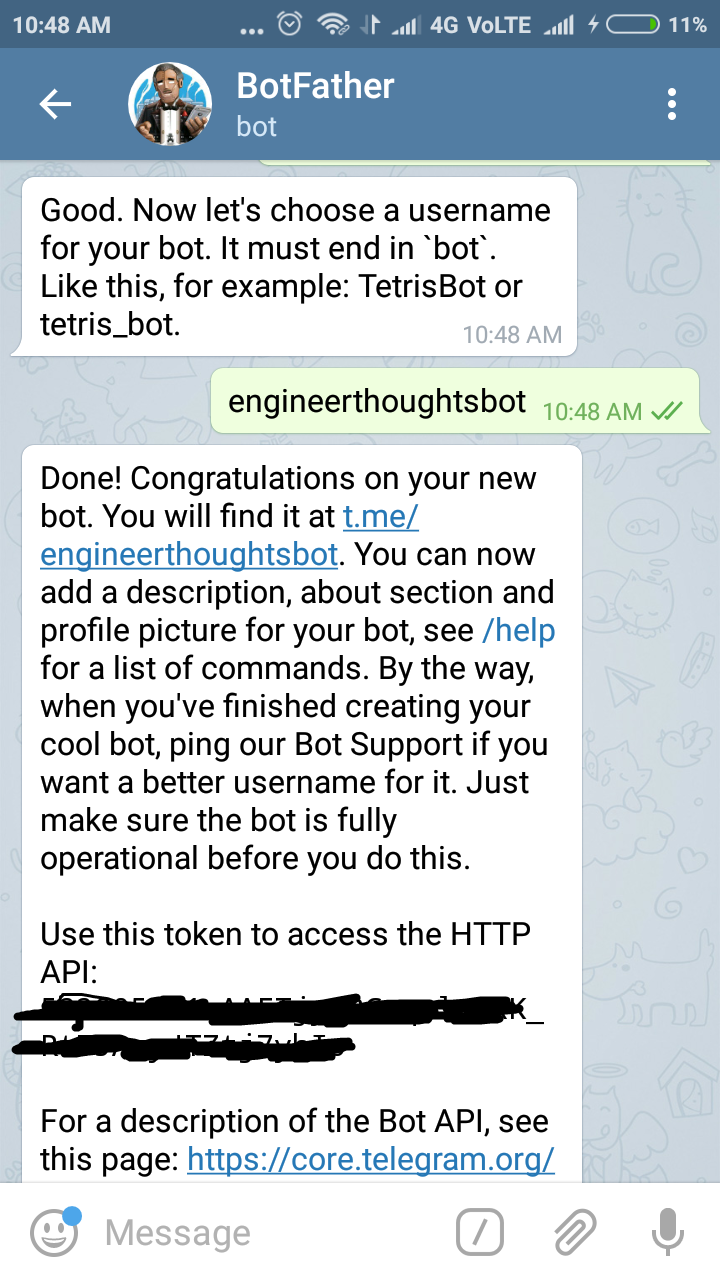 10:48 AM
... 4G VoLTE 11%
BotFather
bot
Good. Now let's choose a username
for your bot. It must end in `bot`.
Like this, for example: TetrisBot or
tetris_bot.
10:48 AM
engineerthoughtsbot
10:48 AM
Done! Congratulations on your new
bot. You will find it at t.me/
engineerthoughtsbot. You can now
add a description, about section and
profile picture for your bot, see /help
for a list of commands. By the way,
when you've finished creating your
cool bot, ping our Bot Support if you
want a better username for it. Just
make sure the bot is fully
operational before you do this.
Use this token to access the HTTP
API:
For a description of the Bot API, see
this page: https://core.telegram.org/
Message